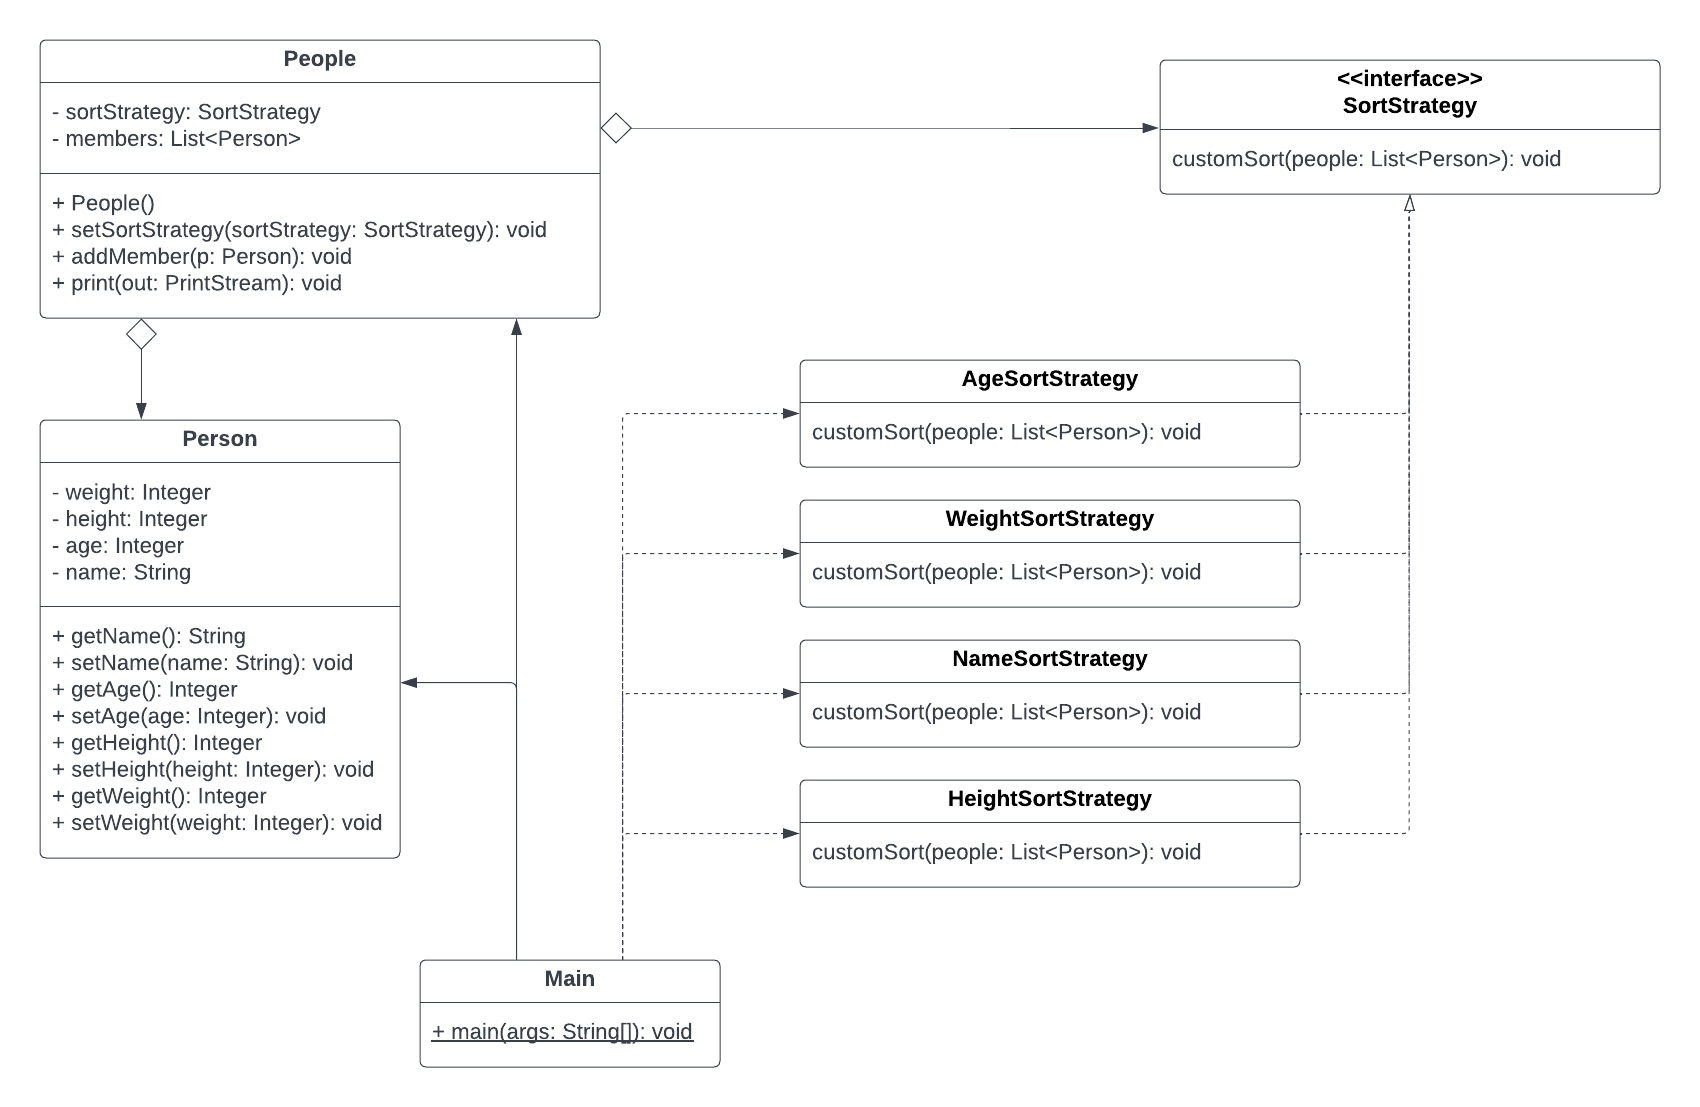 People
- sortStrategy: SortStrategy
- members: List<Person>
+ People()
+ setSortStrategy(sortStrategy: SortStrategy): void
+ addMember(p: Person): void
+ print(out: PrintStream): void
<<interface>>
SortStrategy
customSort(people: List<Person>): void
Person
- weight: Integer
- height: Integer
- age: Integer
- name: String
+ getName(): String
+ setName(name: String): void
+ getAge(): Integer
+ setAge(age: Integer): void
+ getHeight(): Integer
+ setHeight(height: Integer): void
+ getWeight(): Integer
+ setWeight(weight: Integer): void
AgeSortStrategy
customSort(people: List<Person>): void
WeightSortStrategy
customSort(people: List<Person>): void
NameSortStrategy
customSort(people: List<Person>): void
HeightSortStrategy
customSort(people: List<Person>): void
Main
+ main(args: String[]): void